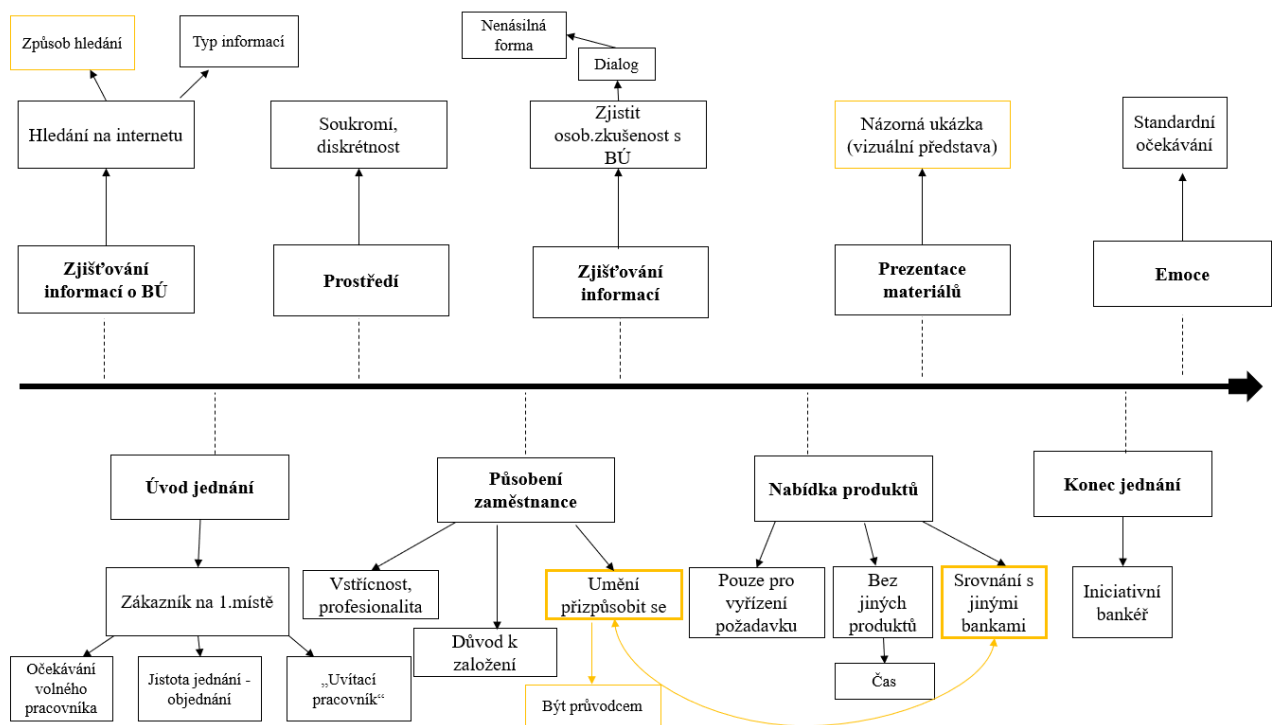 Způsob hledání
Typ informací
Nenásilná
forma
Dialog
Hledání na internetu
Soukromí,
diskrétnost
Zjistit
osob.zkušenost s
BÚ
Názorná ukázka
(vizuální představa)
Standardní
očekávání
Zjišťování
informací o BÚ
Prostředí
Zjišťování
informací
Prezentace
materiálů
Emoce
Úvod jednání
Působení
zaměstnance
Nabídka produktů
Konec jednání
Zákazník na 1.místě
Vstřícnost,
profesionalita
Umění
přizpůsobit se
Pouze pro
vyřízení
požadavku
Bez
jiných
produktů
Srovnání s
jinými
bankami
Iniciativní
bankéř
Důvod k
založení
Očekávání
volného
pracovníka
Jistota jednání -
objednání
„Uvítací
pracovník“
Čas
Být průvodcem